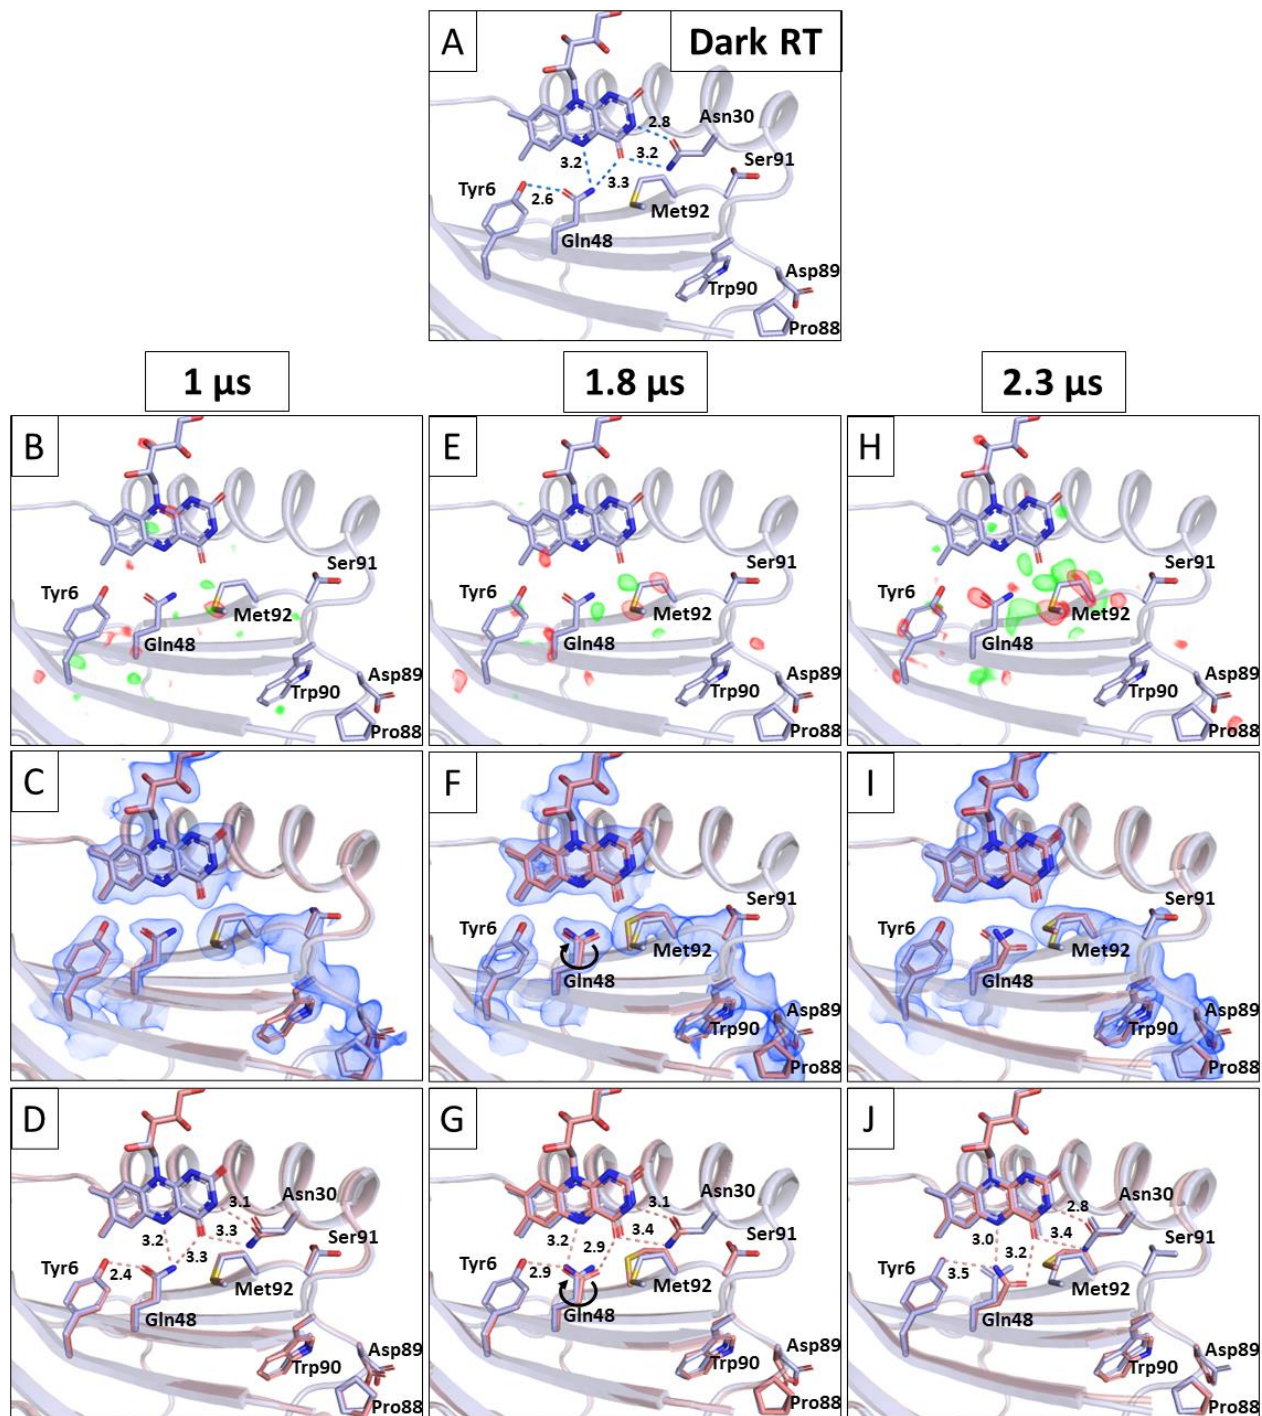 A
Dark RT
Asn30
2.8
3.2
Ser91
3.2
3.3
Tyr6
2.6
Met92
Gln48
Asp89
Trp90
Pro88
1 µs
1.8 µs
2.3 µs
B
Ser91
Tyr6
Met92
Gln48
Asp89
Trp90
Pro88
E
Ser91
Tyr6
Met92
Gln48
Asp89
Trp90
Pro88
H
Ser91
Tyr6
Met92
Gln48
Asp89
Trp90
Pro88
C
F
Ser91
Tyr6
Met92
Gln48
Asp89
Trp90
Pro88
I
Ser91
Tyr6
Met92
Gln48
Asp89
Trp90
Pro88
D
Asn30
3.1
3.3
3.2
3.3
Ser91
Tyr6
2.4
Met92
Gln48
Asp89
Trp90
Pro88
G
Asn30
3.1
3.4
3.2
2.9
Ser91
Tyr6
2.9
Met92
Gln48
Asp89
Trp90
Pro88
J
Asn30
2.8
3.4
3.0
3.2
Ser91
Tyr6
3.5
Met92
Gln48
Asp89
Trp90
Pro88